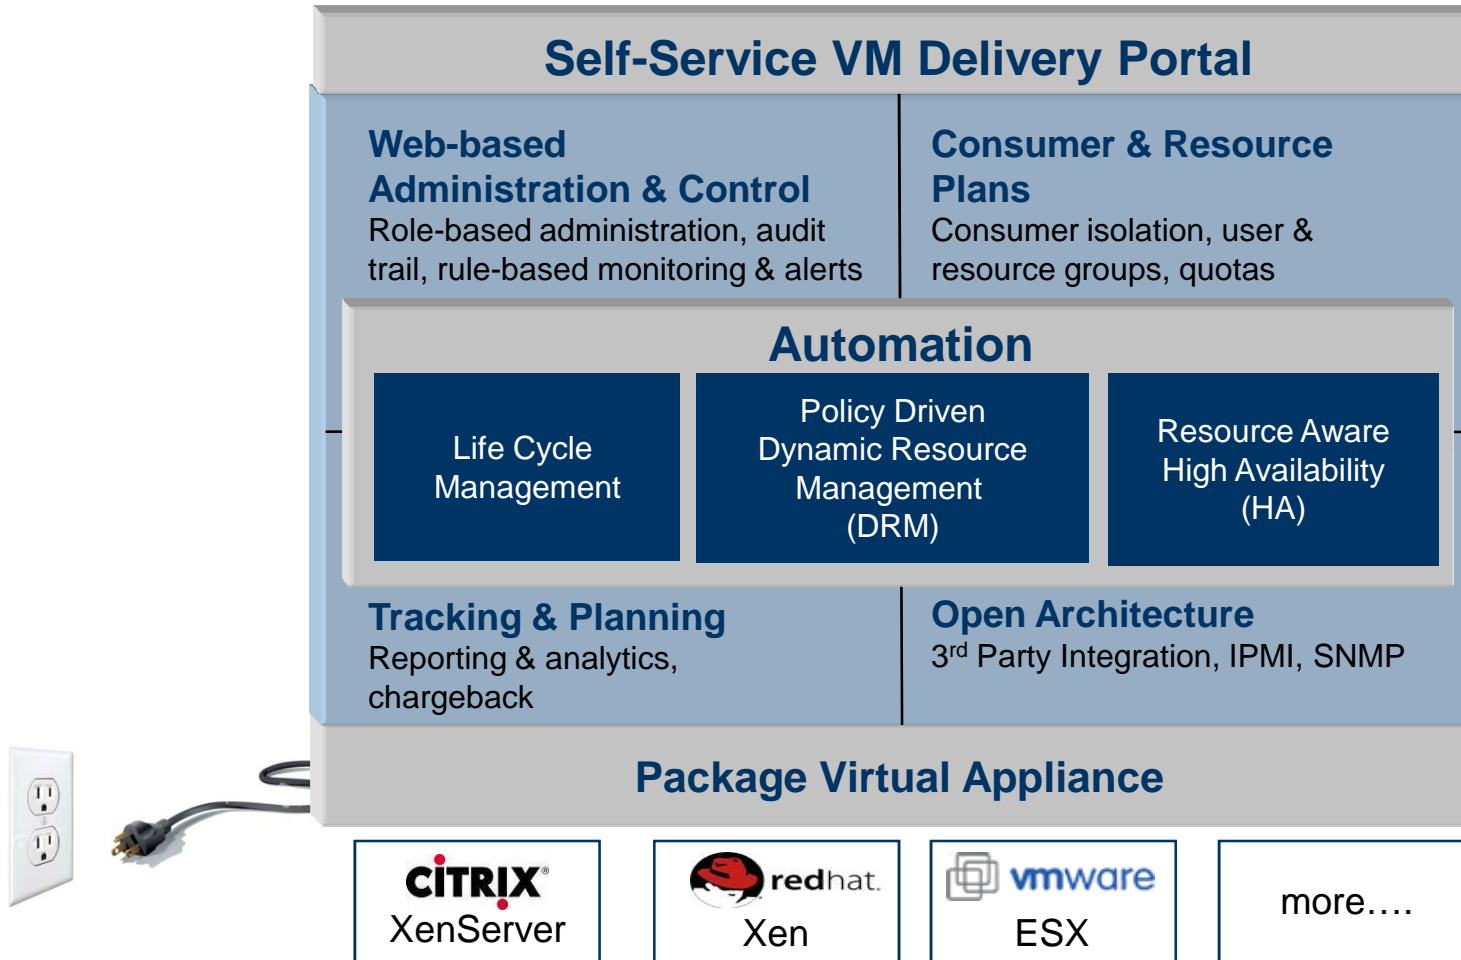 Self-Service VM Delivery Portal
Web-based
Administration & Control
Role-based administration, audit
trail, rule-based monitoring & alerts
Consumer & Resource
Plans
Consumer isolation, user &
resource groups, quotas
Automation
Life Cycle
Management
Policy Driven
Dynamic Resource
Management
(DRM)
Resource Aware
High Availability
(HA)
Tracking & Planning
Reporting & analytics,
chargeback
Open Architecture
3rd Party Integration, IPMI, SNMP
Package Virtual Appliance
CİTRIX®
XenServer
redhat.
Xen
vmware
ESX
more....